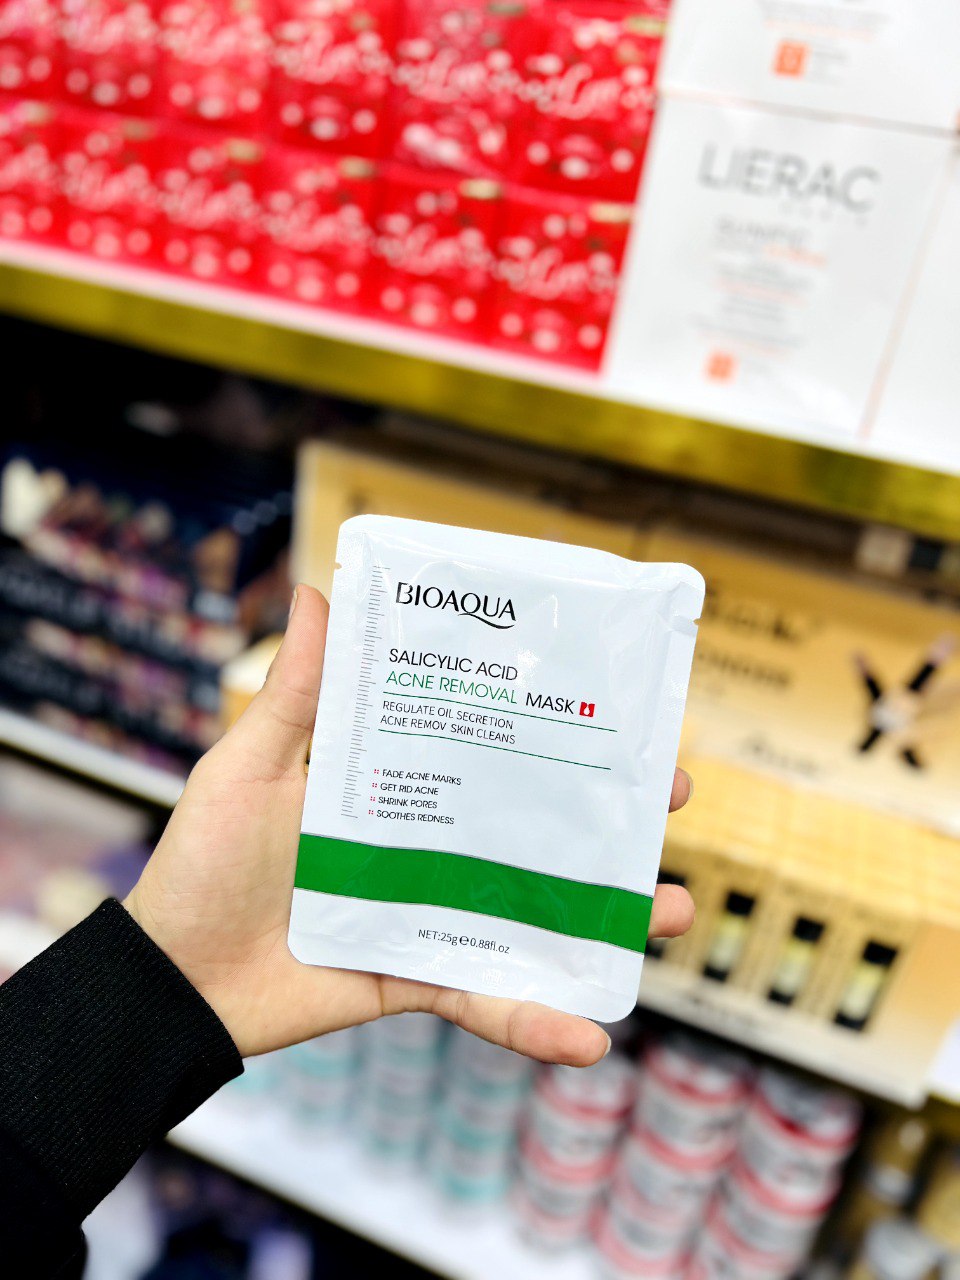 LIERAC
BIOAQUA
SALICYLIC ACID
ACNE REMOVAL MASK
REGULATE OIL SECRETION
ACNE REMOV SKIN CLEANS
FADE ACNE MARKS
GET RID ACNE
SHRINK PORES
SOOTHES REDNESS
NET:25g℮0.88fl.oz